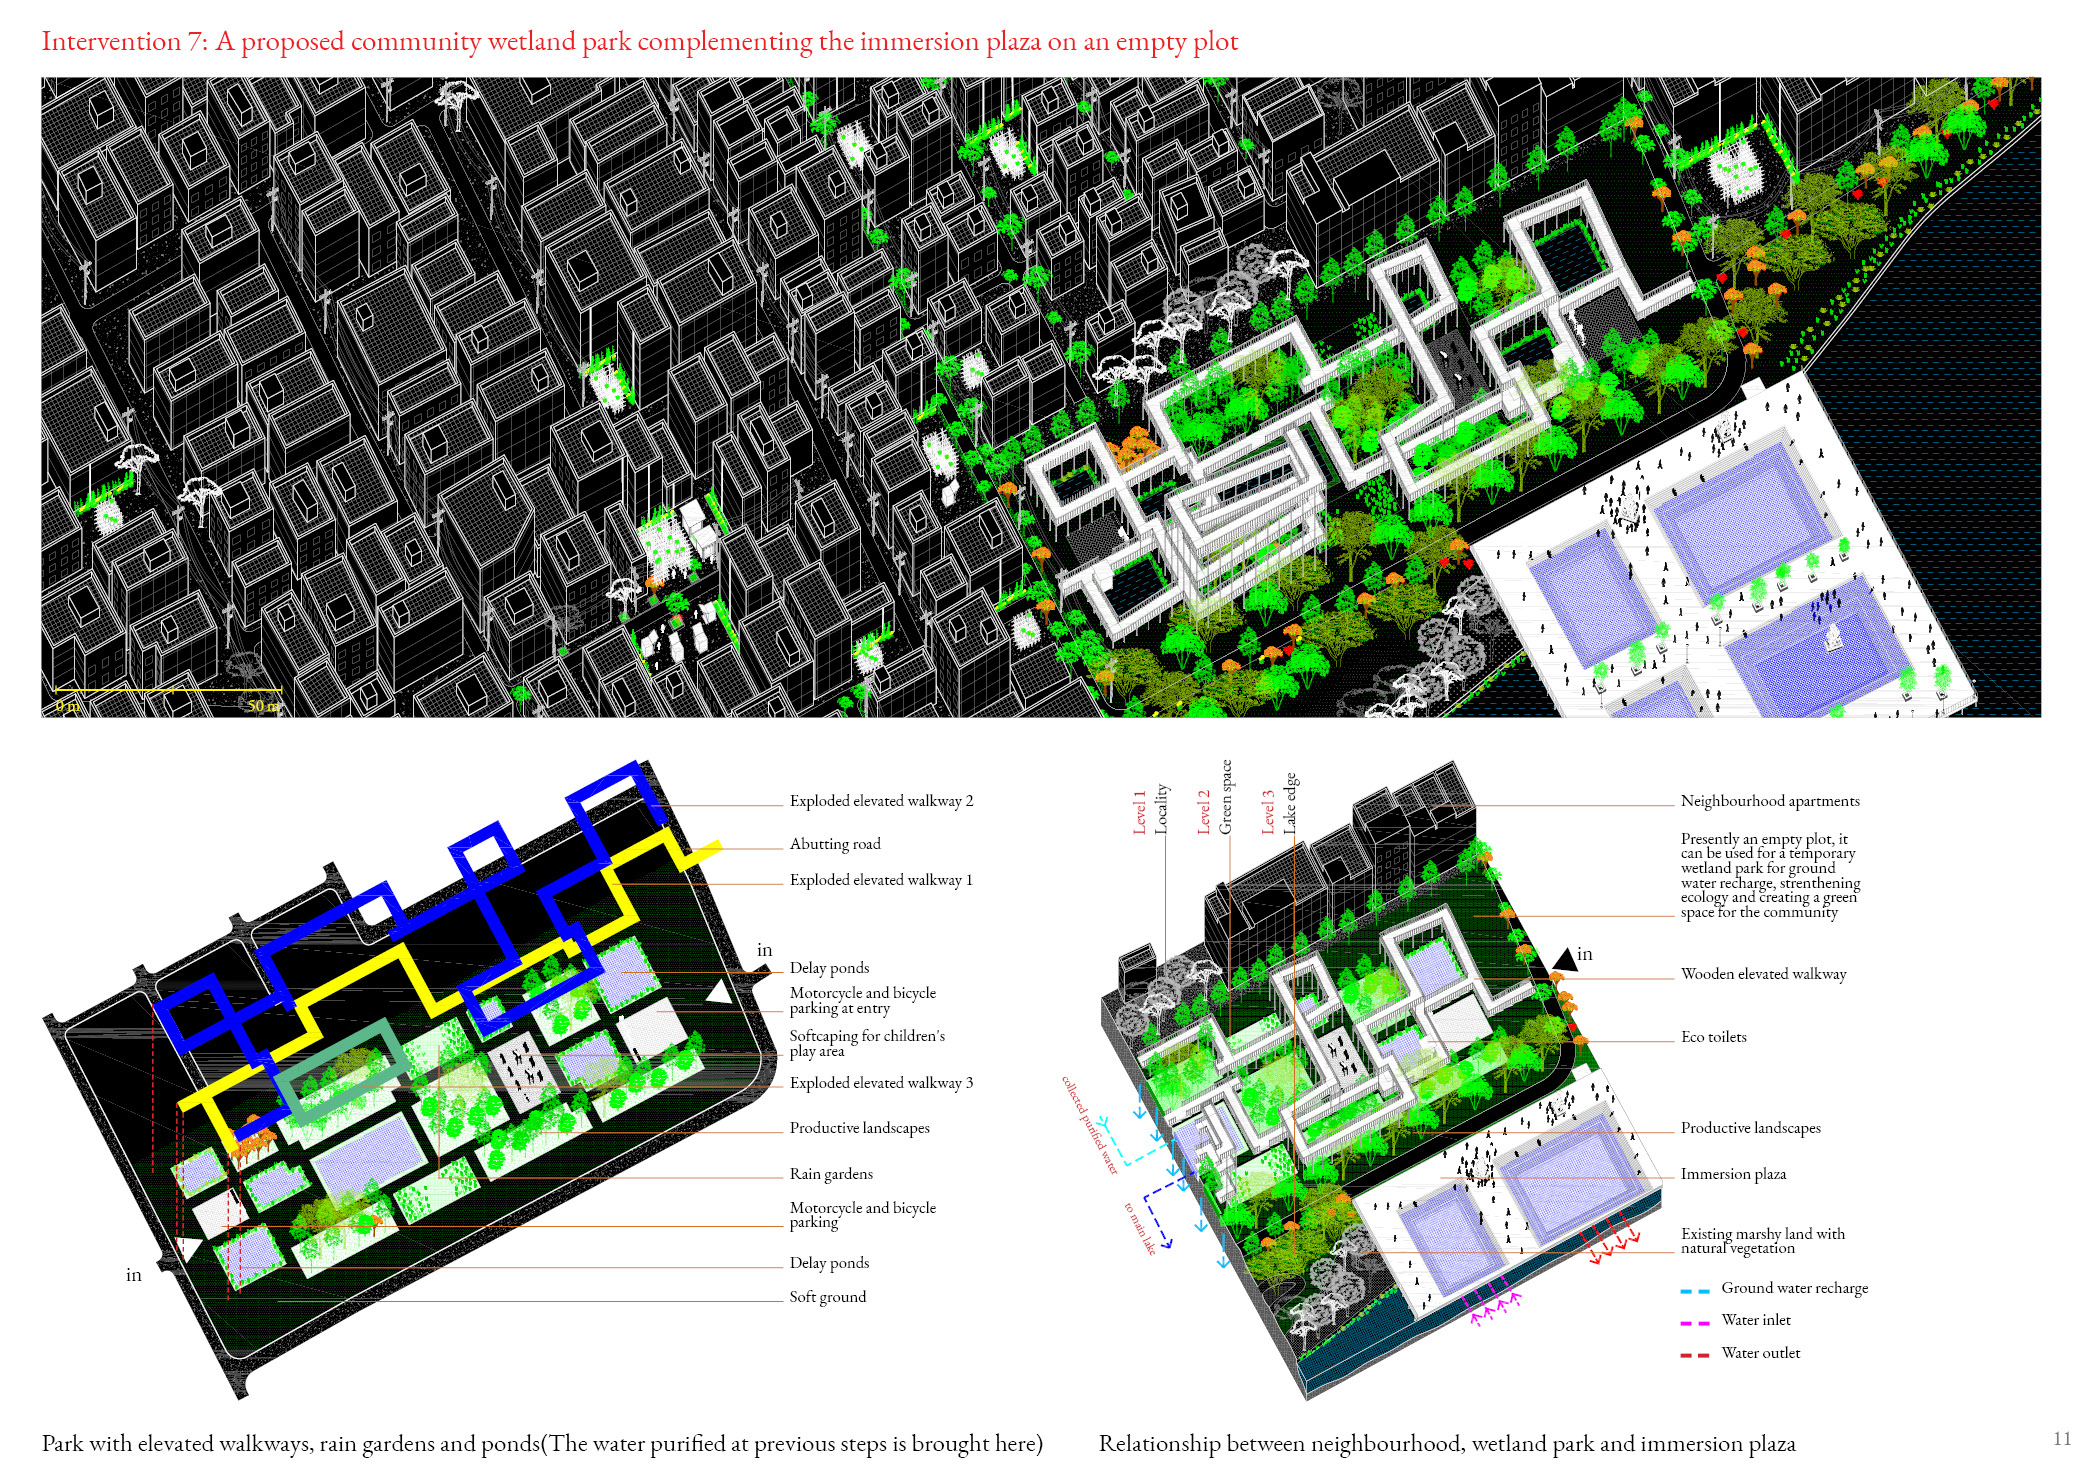 Intervention 7: A proposed community wetland park complementing the immersion plaza on an empty plot
0 m
50 m
Exploded elevated walkway 2
Abutting road
Exploded elevated walkway 1
in
Delay ponds
Motorcycle and bicycle
parking at entry
Softcaping for children's
play area
Exploded elevated walkway 3
Productive landscapes
Rain gardens
Motorcycle and bicycle
parking
Delay ponds
Soft ground
in
Park with elevated walkways, rain gardens and ponds(The water purified at previous steps is brought here)
Level 1
Locality
Level 2
Green space
Level 3
Lake edge
Neighbourhood apartments
Presently an empty plot, it
can be used for a temporary
wetland park for ground
water recharge, strenthening
ecology and creating a green
space for the community
in
Wooden elevated walkway
Eco toilets
collected purified water
Productive landscapes
Immersion plaza
to main lake
Existing marshy land with
natural vegetation
Ground water recharge
Water inlet
Water outlet
Relationship between neighbourhood, wetland park and immersion plaza
11